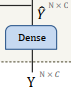 Ŷ N × C
Dense
Y N × C